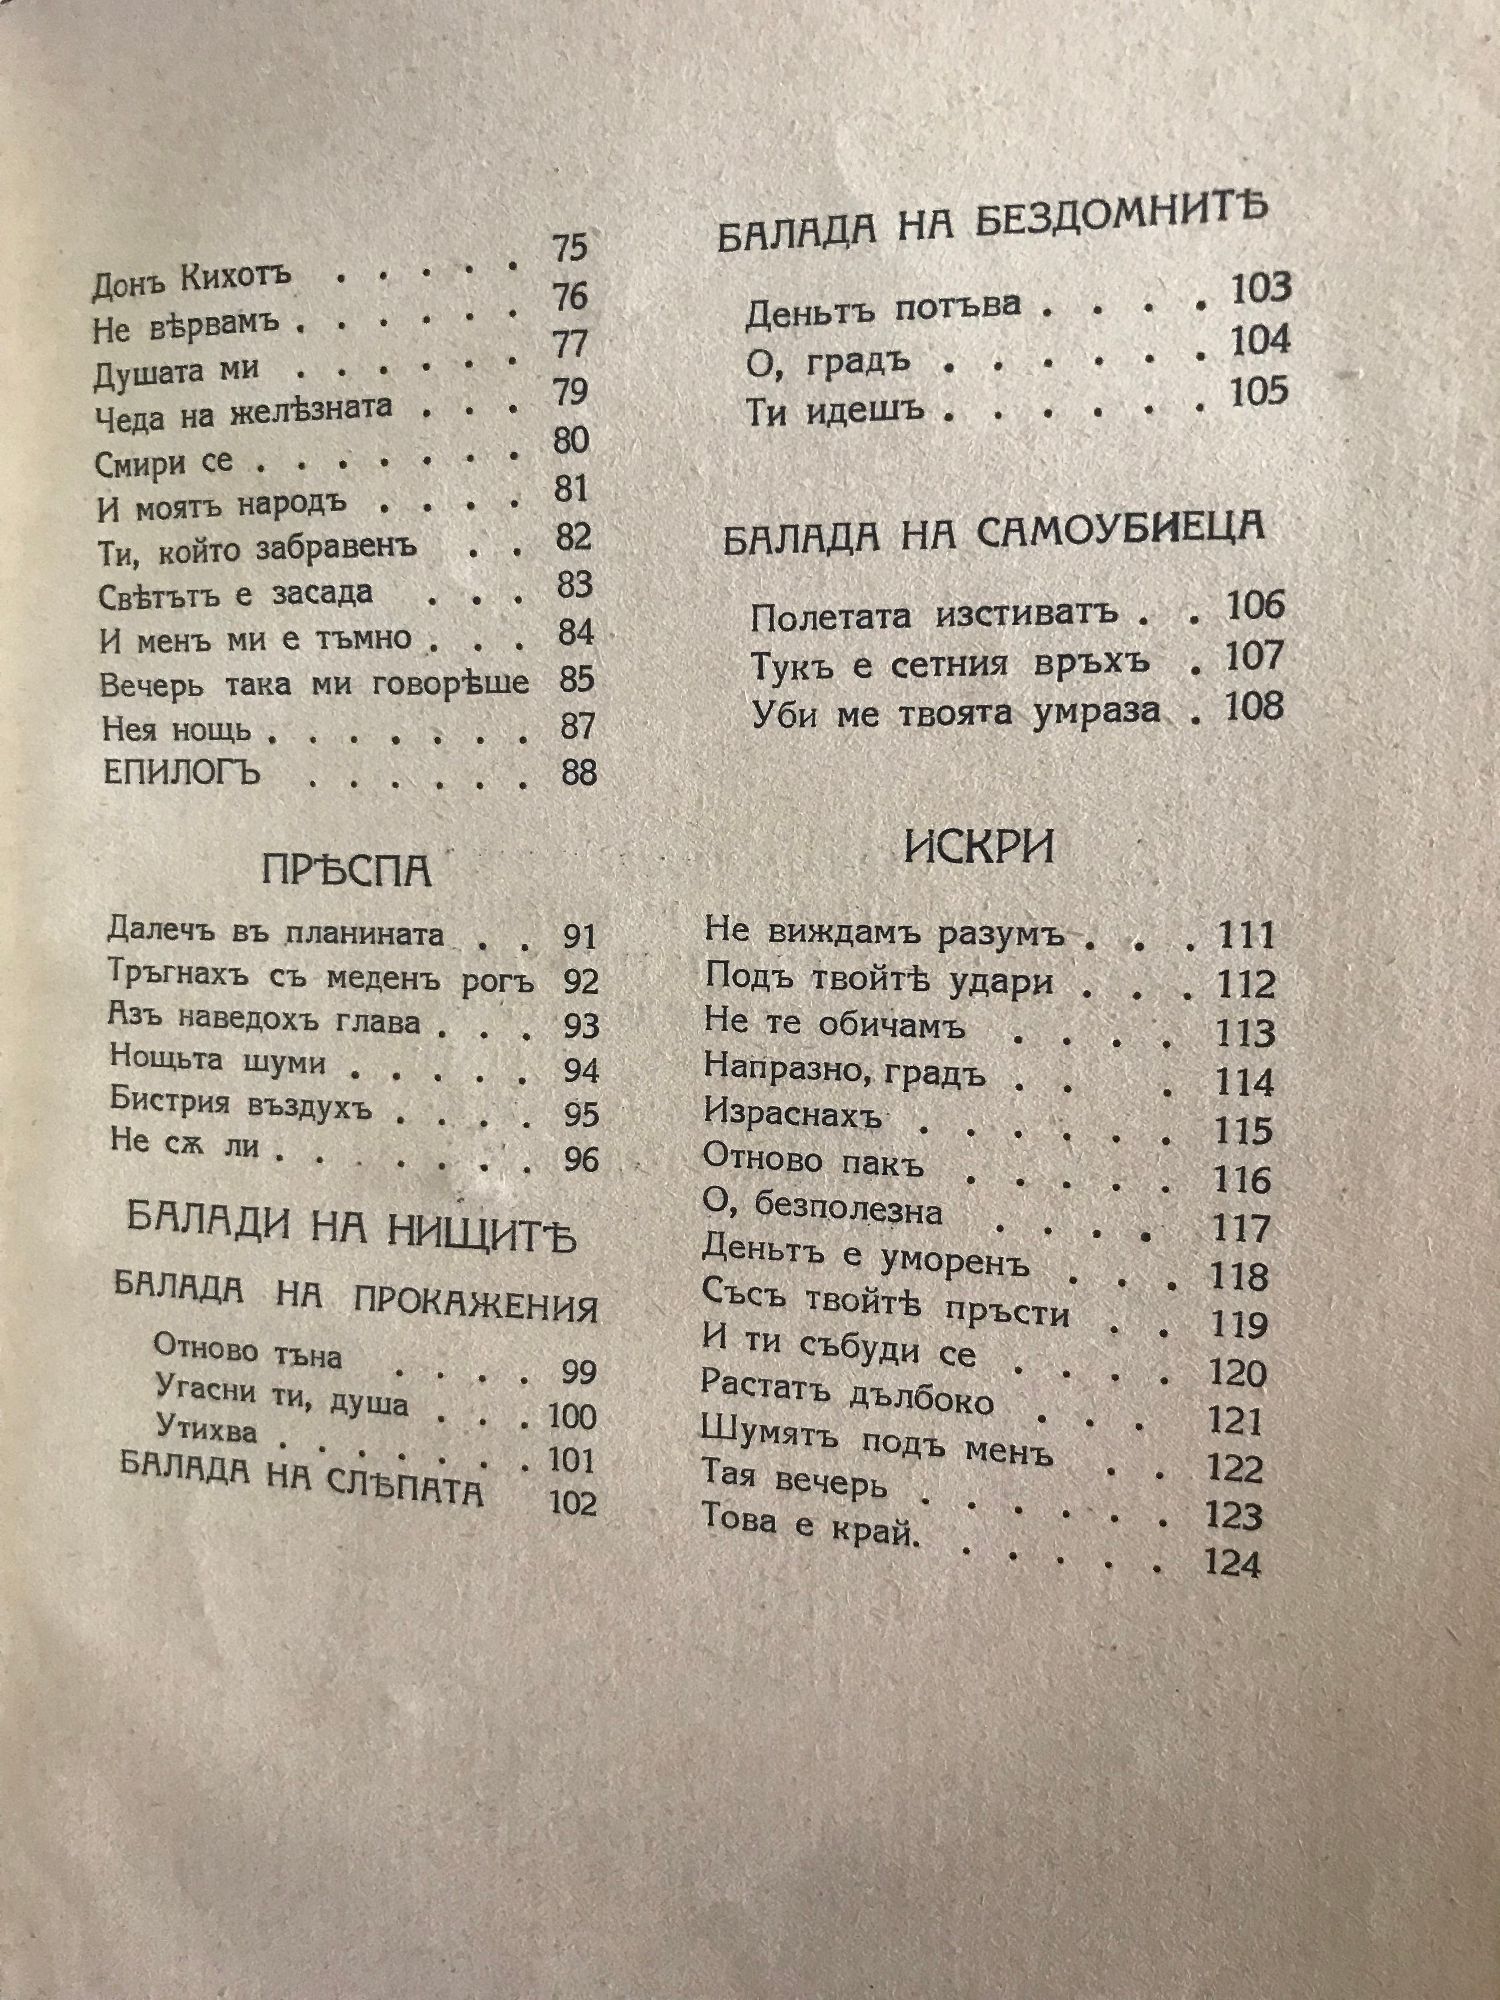 Донъ Кихотъ . . . . . 75
Не вѣрвамъ . . . . . . 76
Душата ми . . . . . . 77
Чеда на желѣзната . . . 79
Смири се . . . . . . . 80
И моятъ народъ . . . . 81
Ти, който забравенъ . . 82
Свѣтътъ е засада . . . 83
И менъ ми е тъмно . . . 84
Вечерь така ми говорѣше 85
Нея нощь . . . . . . . 87
ЕПИЛОГЪ . . . . . . 88
ПРѢСПА
Далечъ въ планината . . 91
Тръгнахъ съ меденъ рогъ 92
Азъ наведохъ глава . . . 93
Нощьта шуми . . . . . 94
Бистрия въздухъ . . . . 95
Не сѫ ли . . . . . . . 96
БАЛАДИ НА НИЩИТѢ
БАЛАДА НА ПРОКАЖЕНИЯ
Отново тъна . . . . 99
Угасни ти, душа . . . 100
Утихва . . . . . . . 101
БАЛАДА НА СЛѢПАТА 102
БАЛАДА НА БЕЗДОМНИТѢ
Деньтъ потъва . . . . 103
О, градъ . . . . . . 104
Ти идешъ . . . . . . 105
БАЛАДА НА САМОУБИЕЦА
Полетата изстиватъ . . 106
Тукъ е сетния връхъ . 107
Уби ме твоята умраза . 108
ИСКРИ
Не виждамъ разумъ . . . 111
Подъ твойтѣ удари . . . 112
Не те обичамъ . . . . 113
Напразно, градъ . . . 114
Израснахъ . . . . . . 115
Отново пакъ . . . . . 116
О, безполезна . . . . 117
Деньтъ е уморенъ . . . 118
Със​ъ твойтѣ пръсти . . 119
И ти събуди се . . . . 120
Растатъ дълбоко . . . 121
Шумятъ подъ менъ . . 122
Тая вечерь . . . . . . 123
Това е край. . . . . . 124